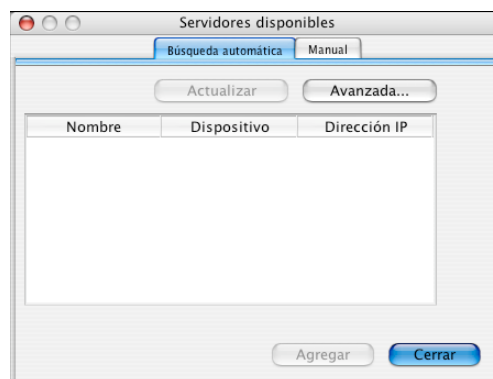 Servidores disponibles
Búsqueda automática Manual
Actualizar Avanzada...
Nombre Dispositivo Dirección IP
Agregar Cerrar